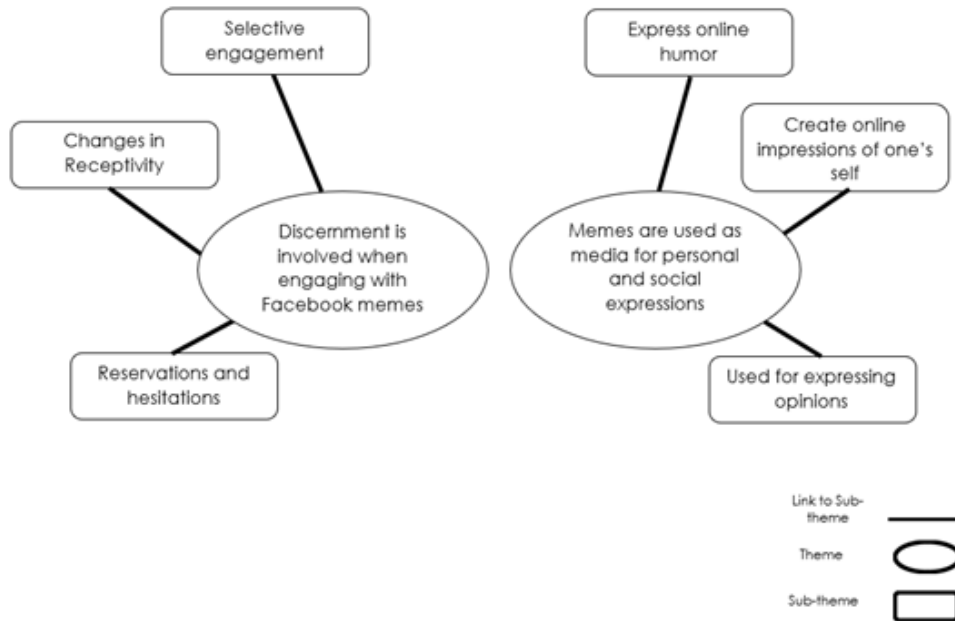 Selective
engagement
Express online
humor
Changes in
Receptivity
Create online
impressions of one's
self
Discernment is
involved when
engaging with
Facebook memes
Memes are used as
media for personal
and social
expressions
Reservations and
hesitations
Used for expressing
opinions
Link to Sub-
theme
Theme
Sub-theme